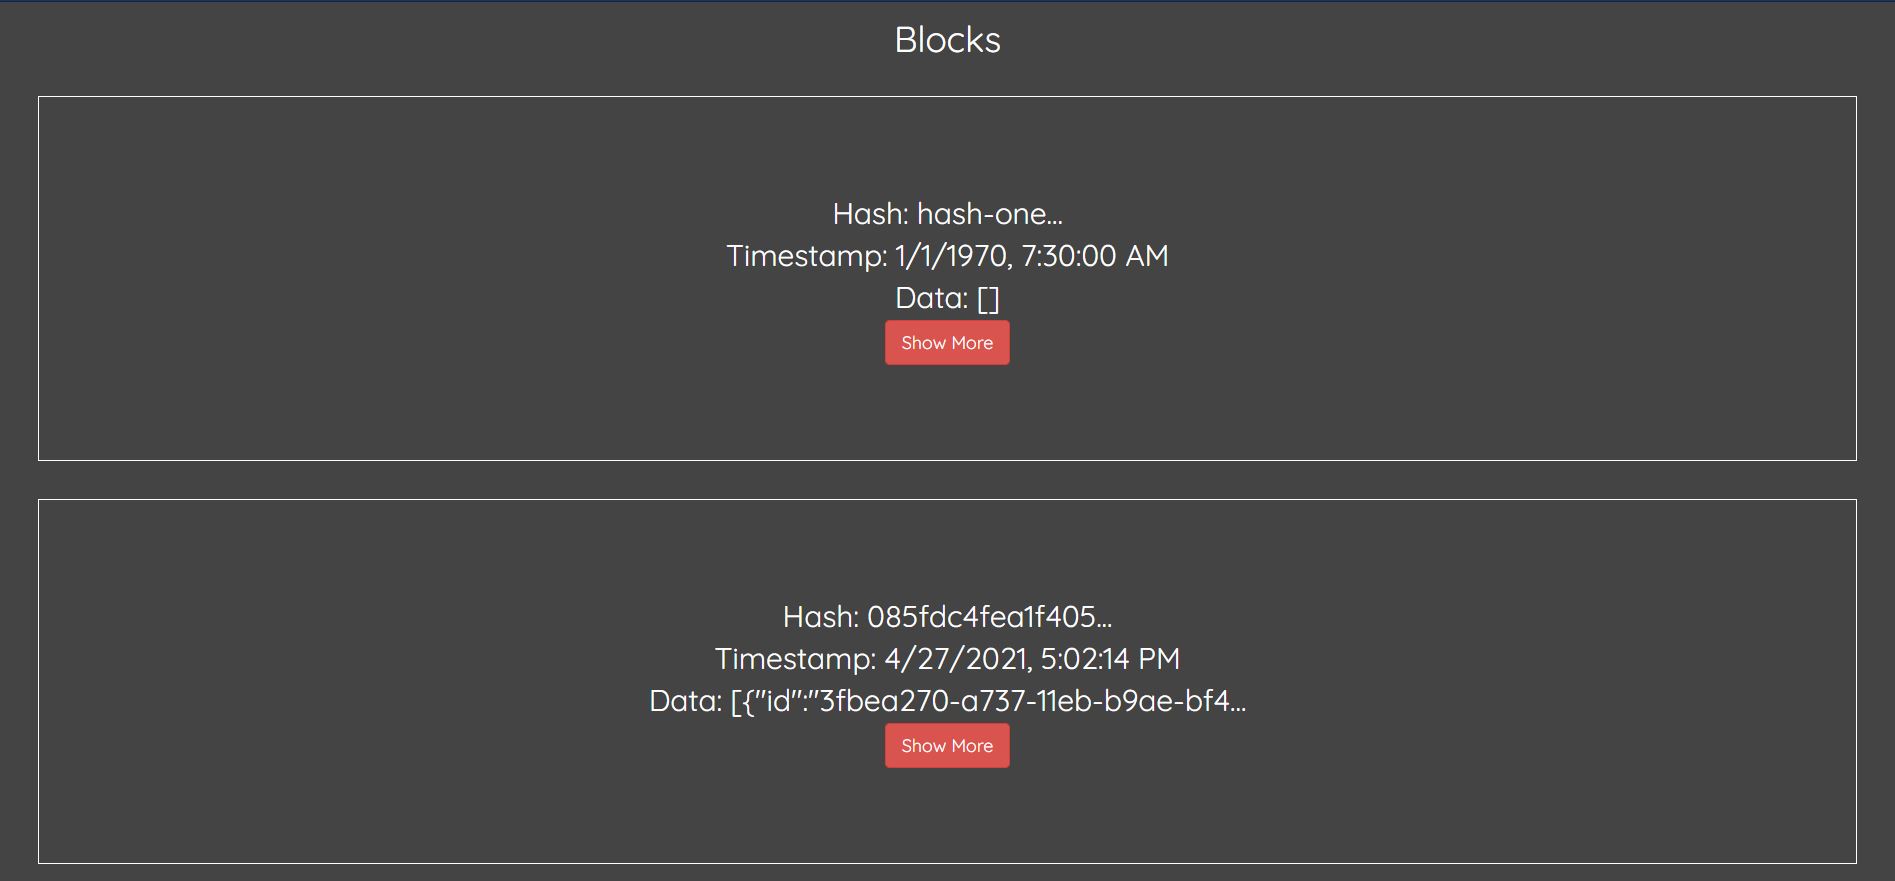 Blocks
Hash: hash-one...
Timestamp: 1/1/1970, 7:30:00 AM
Data: []
Show More
Hash: 085fdc4fea1f405...
Timestamp: 4/27/2021, 5:02:14 PM
Data: [{"id":"3fbea270-a737-11eb-b9ae-bf4...
Show More